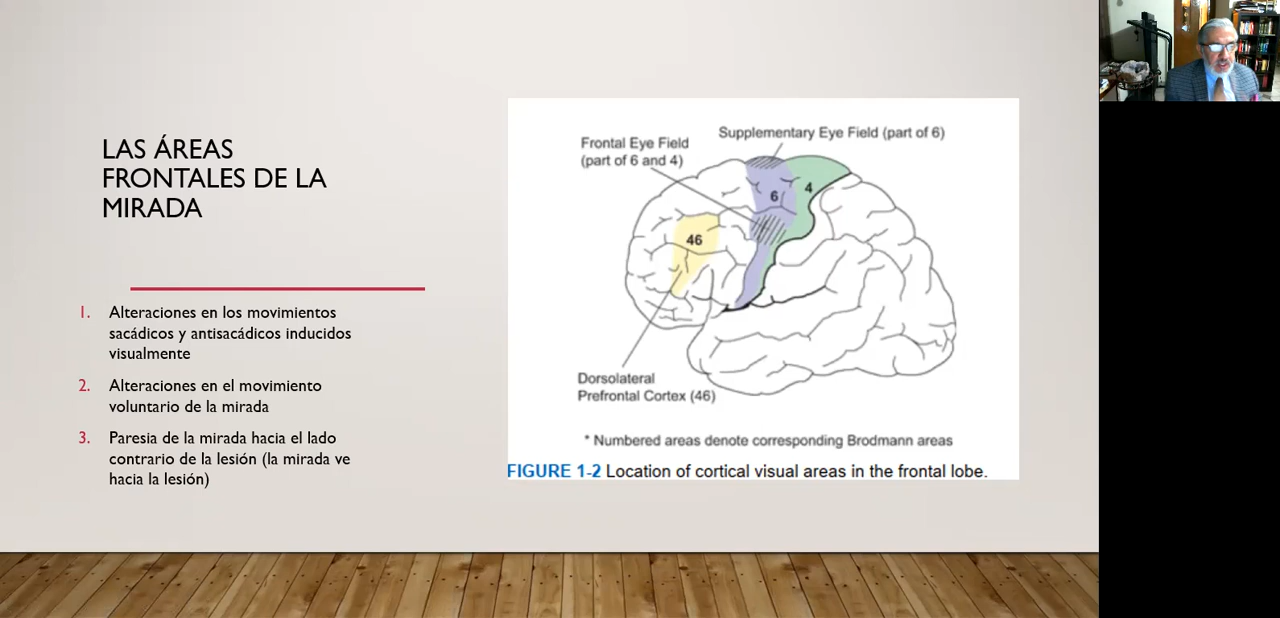 LAS ÁREAS
FRONTALES DE LA
MIRADA
1. Alteraciones en los movimientos
sacádicos y antisacádicos inducidos
visualmente
2. Alteraciones en el movimiento
voluntario de la mirada
3. Paresia de la mirada hacia el lado
contrario de la lesión (la mirada ve
hacia la lesión)
Supplementary Eye Field (part of 6)
Frontal Eye Field
(part of 6 and 4)
6
4
46
Dorsolateral
Prefrontal Cortex (46)
* Numbered areas denote corresponding Brodmann areas
FIGURE 1-2 Location of cortical visual areas in the frontal lobe.